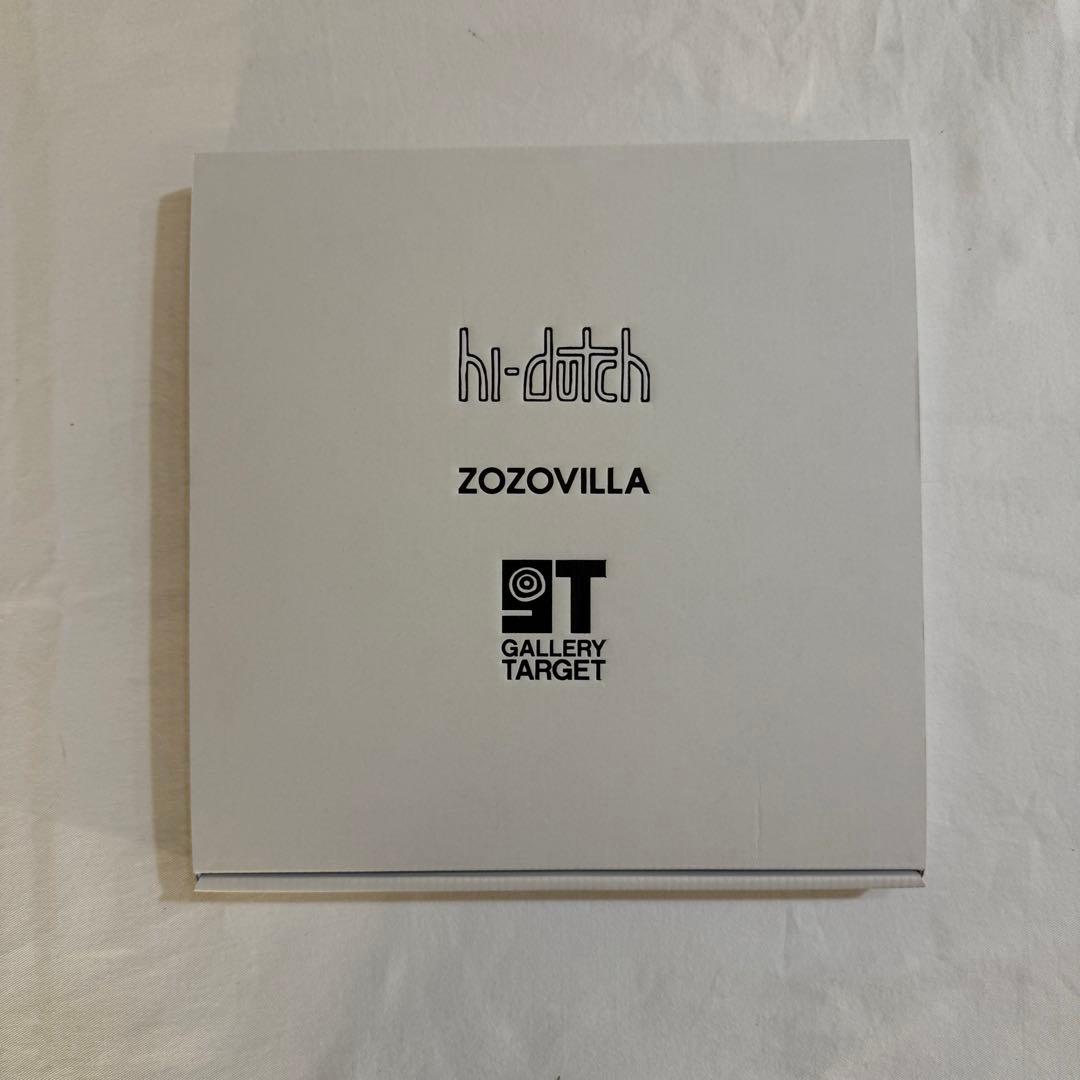 hi-dutch
ZOZOVILLA
gT
GALLERY
TARGET